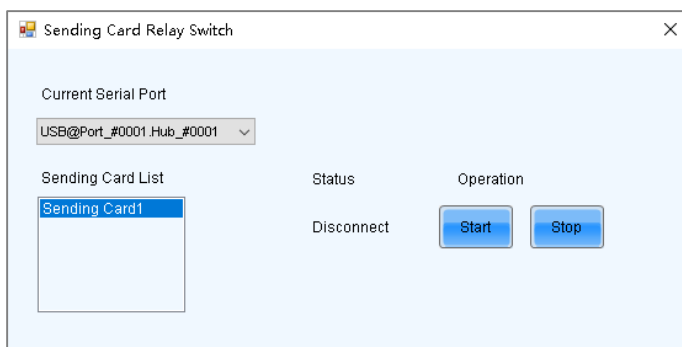 Sending Card Relay Switch
Current Serial Port
USB@Port_#0001.Hub_#0001
Sending Card List
Status
Operation
Sending Card1
Disconnect
Start
Stop